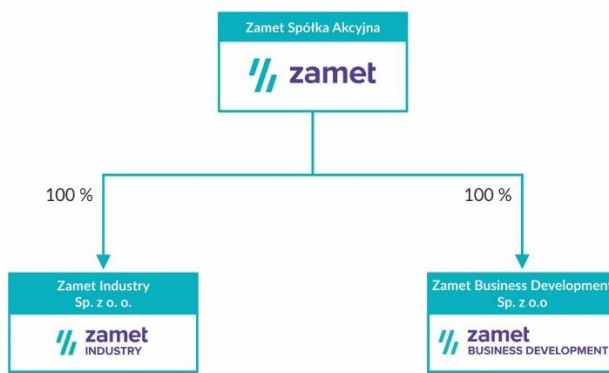 Zamet Spółka Akcyjna
zamet
100 %
100 %
Zamet Industry
Sp. z o. o.
zamet
INDUSTRY
Zamet Business Development
Sp. z o.o
zamet
BUSINESS DEVELOPMENT